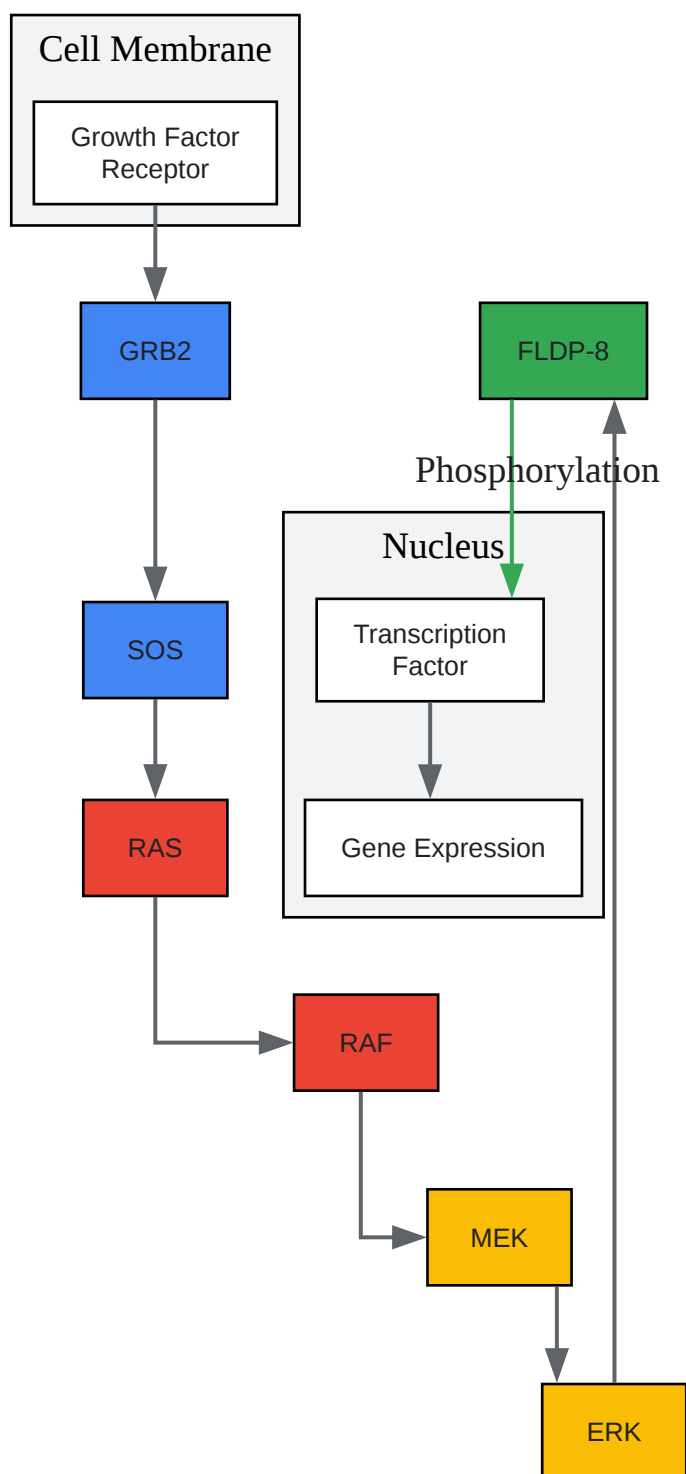 Cell Membrane
Growth Factor
Receptor
GRB2
FLDP-8
Phosphorylation
Nucleus
SOS
Transcription
Factor
RAS
Gene Expression
RAF
MEK
ERK